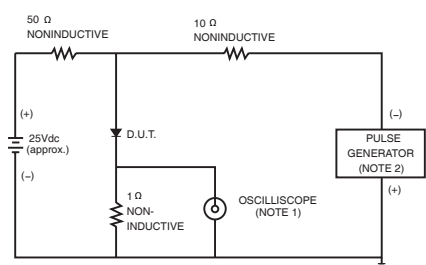 50 Ω
NONINDUCTIVE
10 Ω
NONINDUCTIVE
(+)
25Vdc
(approx.)
(−)
D.U.T.
1 Ω
NON-
INDUCTIVE
OSCILLISCOPE
(NOTE 1)
(−)
PULSE
GENERATOR
(NOTE 2)
(+)